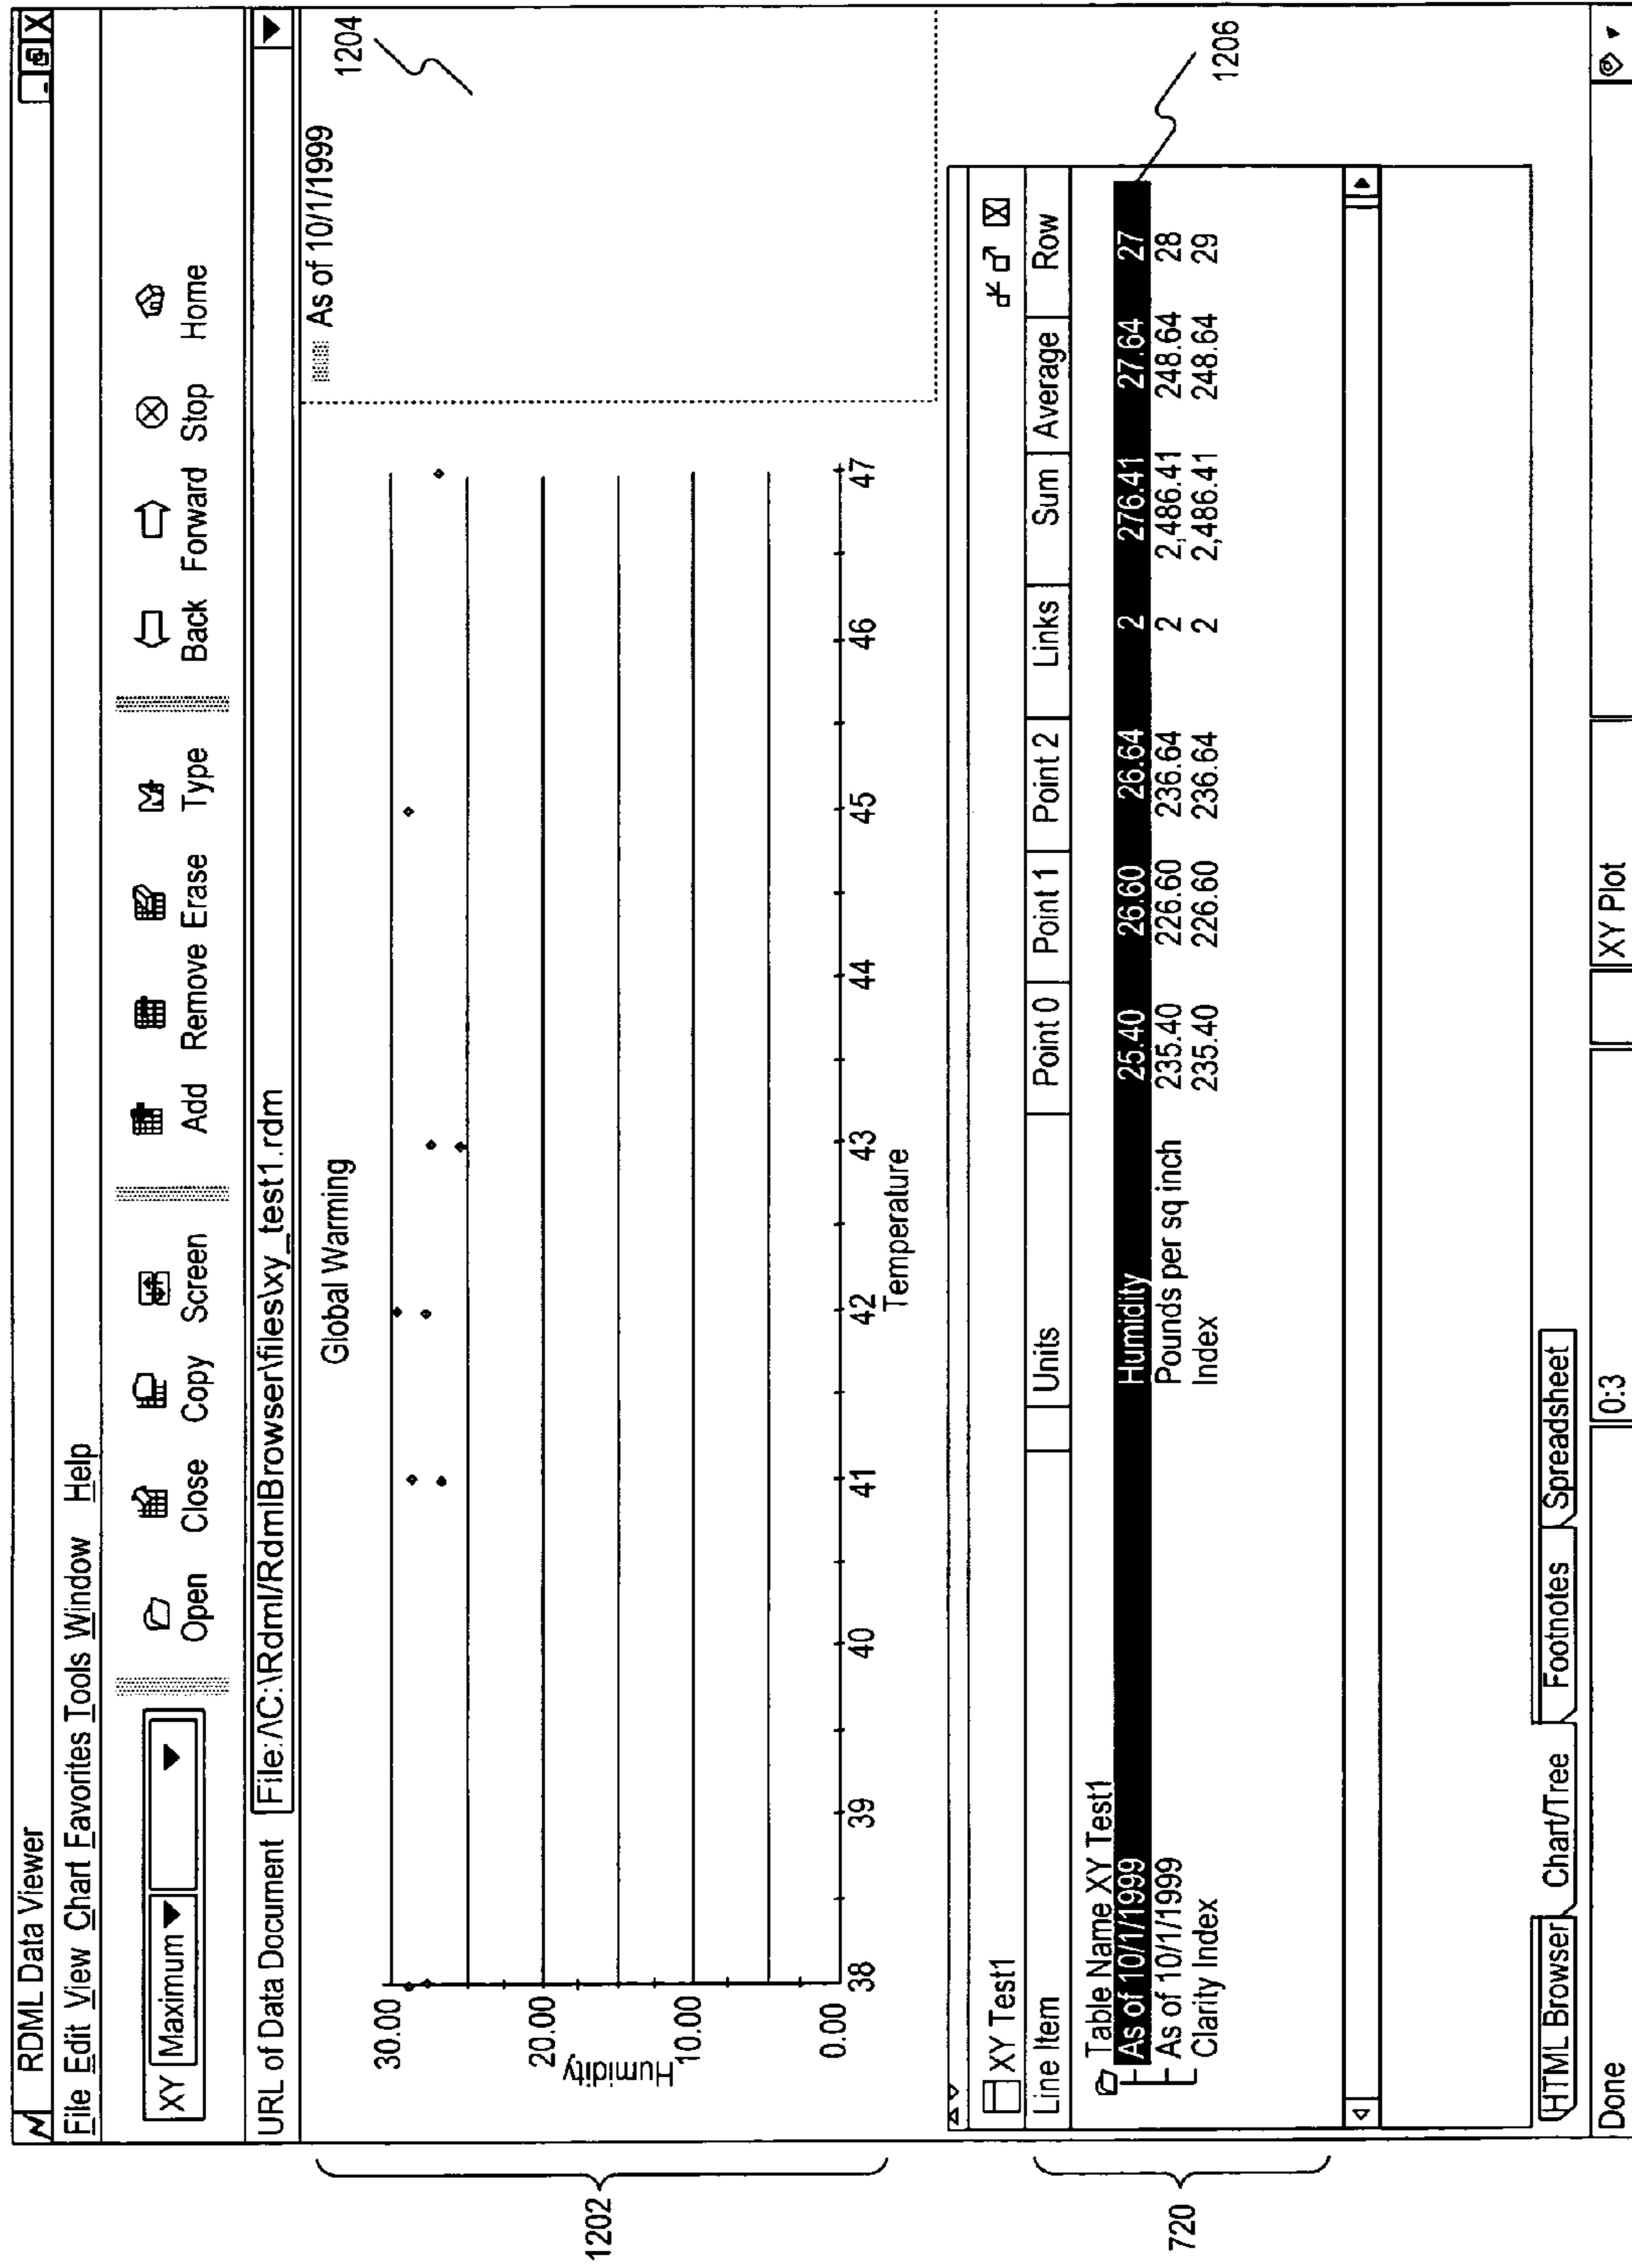 RDML Data Viewer
File Edit View Chart Favorites Tools Window Help
XY Maximum
Open Close Copy Screen Add Remove Erase Type Back Forward Stop Home
URL of Data Document File:/\C:\Rdml/RdmlBrowser\files\xy_test1.rdm
Global Warming
As of 10/1/1999
1204
30.00
20.00
10.00
0.00
Humidity
38 39 40 41 42 43 44 45 46 47
Temperature
1202
XY Test1
Line Item Units Point 0 Point 1 Point 2 Links Sum Average Row
Table Name XY Test1
As of 10/1/1999 Humidity 25.40 26.60 26.64 2 276.41 27.64 27
As of 10/1/1999 Pounds per sq inch 235.40 226.60 236.64 2 2,486.41 248.64 28
Clarity Index Index 235.40 226.60 236.64 2 2,486.41 248.64 29
1206
720
HTML Browser Chart/Tree Footnotes Spreadsheet
Done 0:3 XY Plot